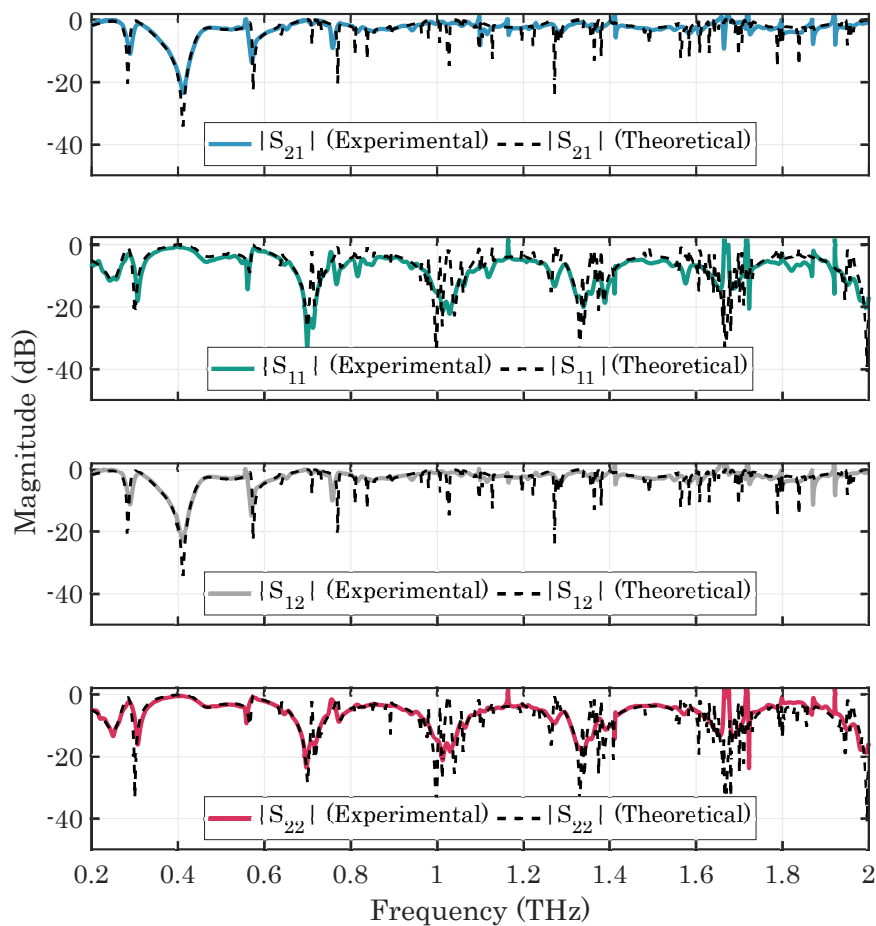 0
-20
-40
|S21| (Experimental) |S21| (Theoretical)
0
-20
-40
|S11| (Experimental) |S11| (Theoretical)
Magnitude (dB)
0
-20
-40
|S12| (Experimental) |S12| (Theoretical)
0
-20
-40
|S22| (Experimental) |S22| (Theoretical)
0.2 0.4 0.6 0.8 1 1.2 1.4 1.6 1.8 2
Frequency (THz)